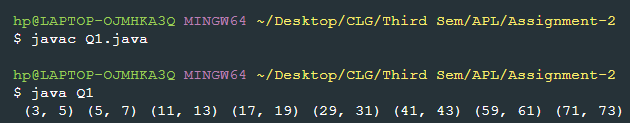 hp@LAPTOP-OJMHKA3Q MINGW64 ~/Desktop/CLG/Third Sem/APL/Assignment-2
$ javac Q1.java
hp@LAPTOP-OJMHKA3Q MINGW64 ~/Desktop/CLG/Third Sem/APL/Assignment-2
$ java Q1
(3, 5) (5, 7) (11, 13) (17, 19) (29, 31) (41, 43) (59, 61) (71, 73)